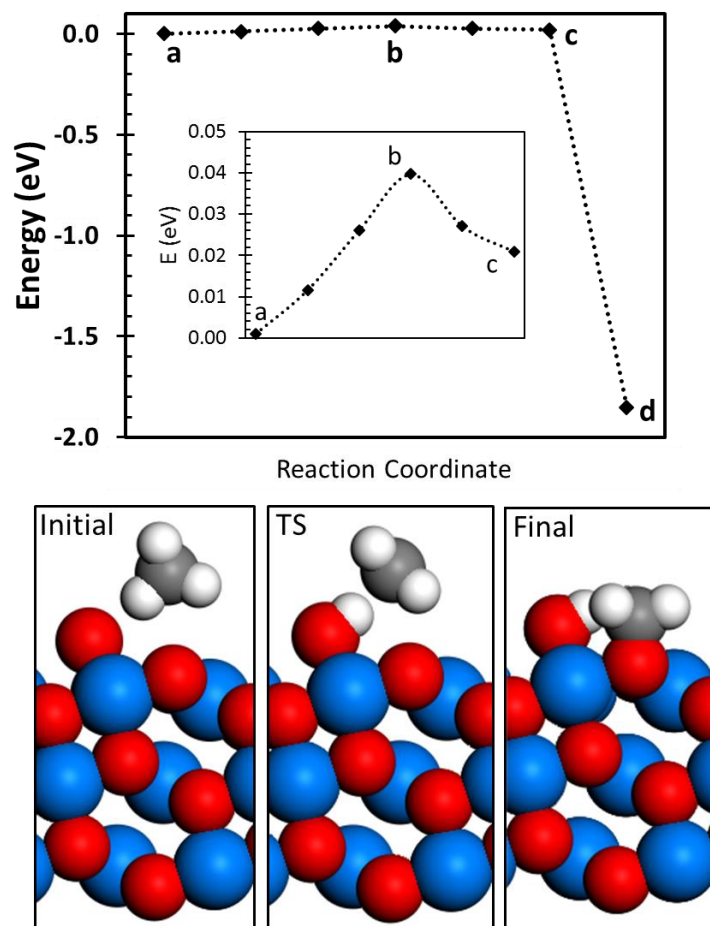 0.0
-0.5
-1.0
-1.5
-2.0
Energy (eV)
a
b
c
d
0.05
0.04
0.03
0.02
0.01
0.00
E (eV)
a
b
c
Reaction Coordinate
Initial
TS
Final